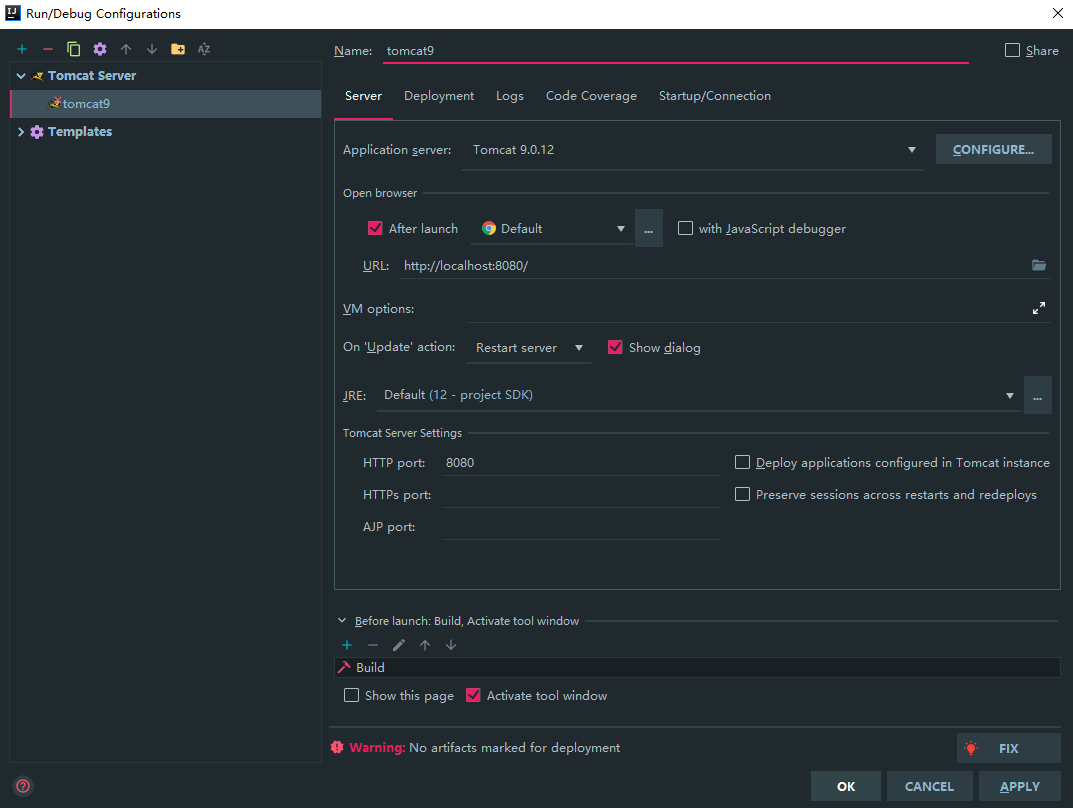 IJ Run/Debug Configurations
Name: tomcat9
Share
Tomcat Server
tomcat9
Templates
Server Deployment Logs Code Coverage Startup/Connection
Application server: Tomcat 9.0.12 CONFIGURE...
Open browser
After launch Default ... with JavaScript debugger
URL: http://localhost:8080/
VM options:
On 'Update' action: Restart server Show dialog
JRE: Default (12 - project SDK) ...
Tomcat Server Settings
HTTP port: 8080 Deploy applications configured in Tomcat instance
HTTPs port: Preserve sessions across restarts and redeploys
AJP port:
Before launch: Build, Activate tool window
Build
Show this page Activate tool window
Warning: No artifacts marked for deployment FIX
? OK CANCEL APPLY